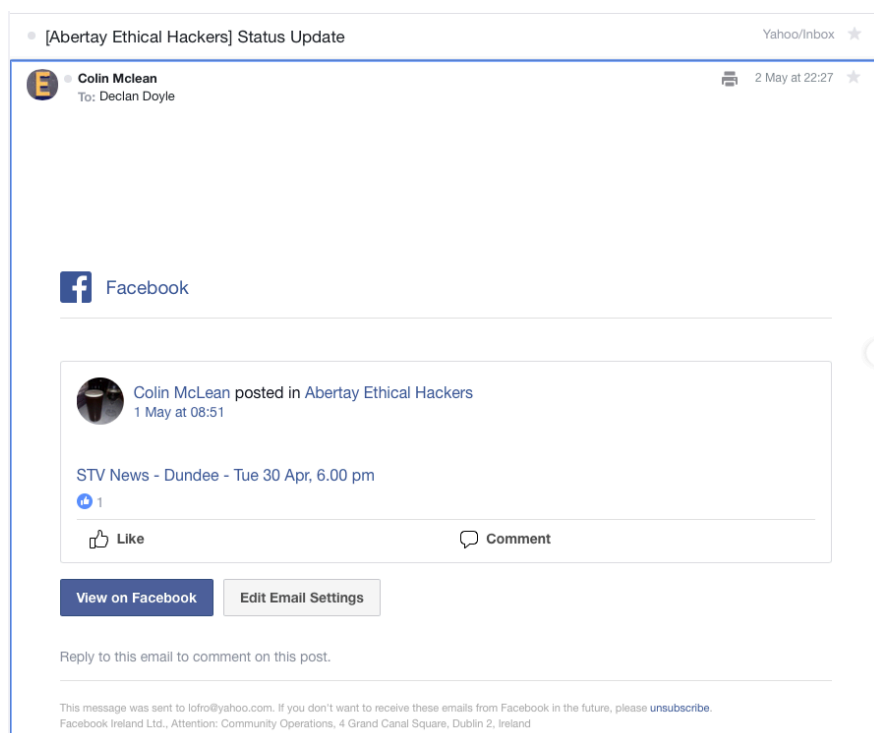 [Abertay Ethical Hackers] Status Update
Yahoo/Inbox
E
Colin Mclean
2 May at 22:27
To: Declan Doyle
f Facebook
Colin McLean posted in Abertay Ethical Hackers
1 May at 08:51
STV News - Dundee - Tue 30 Apr, 6.00 pm
1
Like
Comment
View on Facebook
Edit Email Settings
Reply to this email to comment on this post.
This message was sent to lofro@yahoo.com. If you don't want to receive these emails from Facebook in the future, please unsubscribe.
Facebook Ireland Ltd., Attention: Community Operations, 4 Grand Canal Square, Dublin 2, Ireland